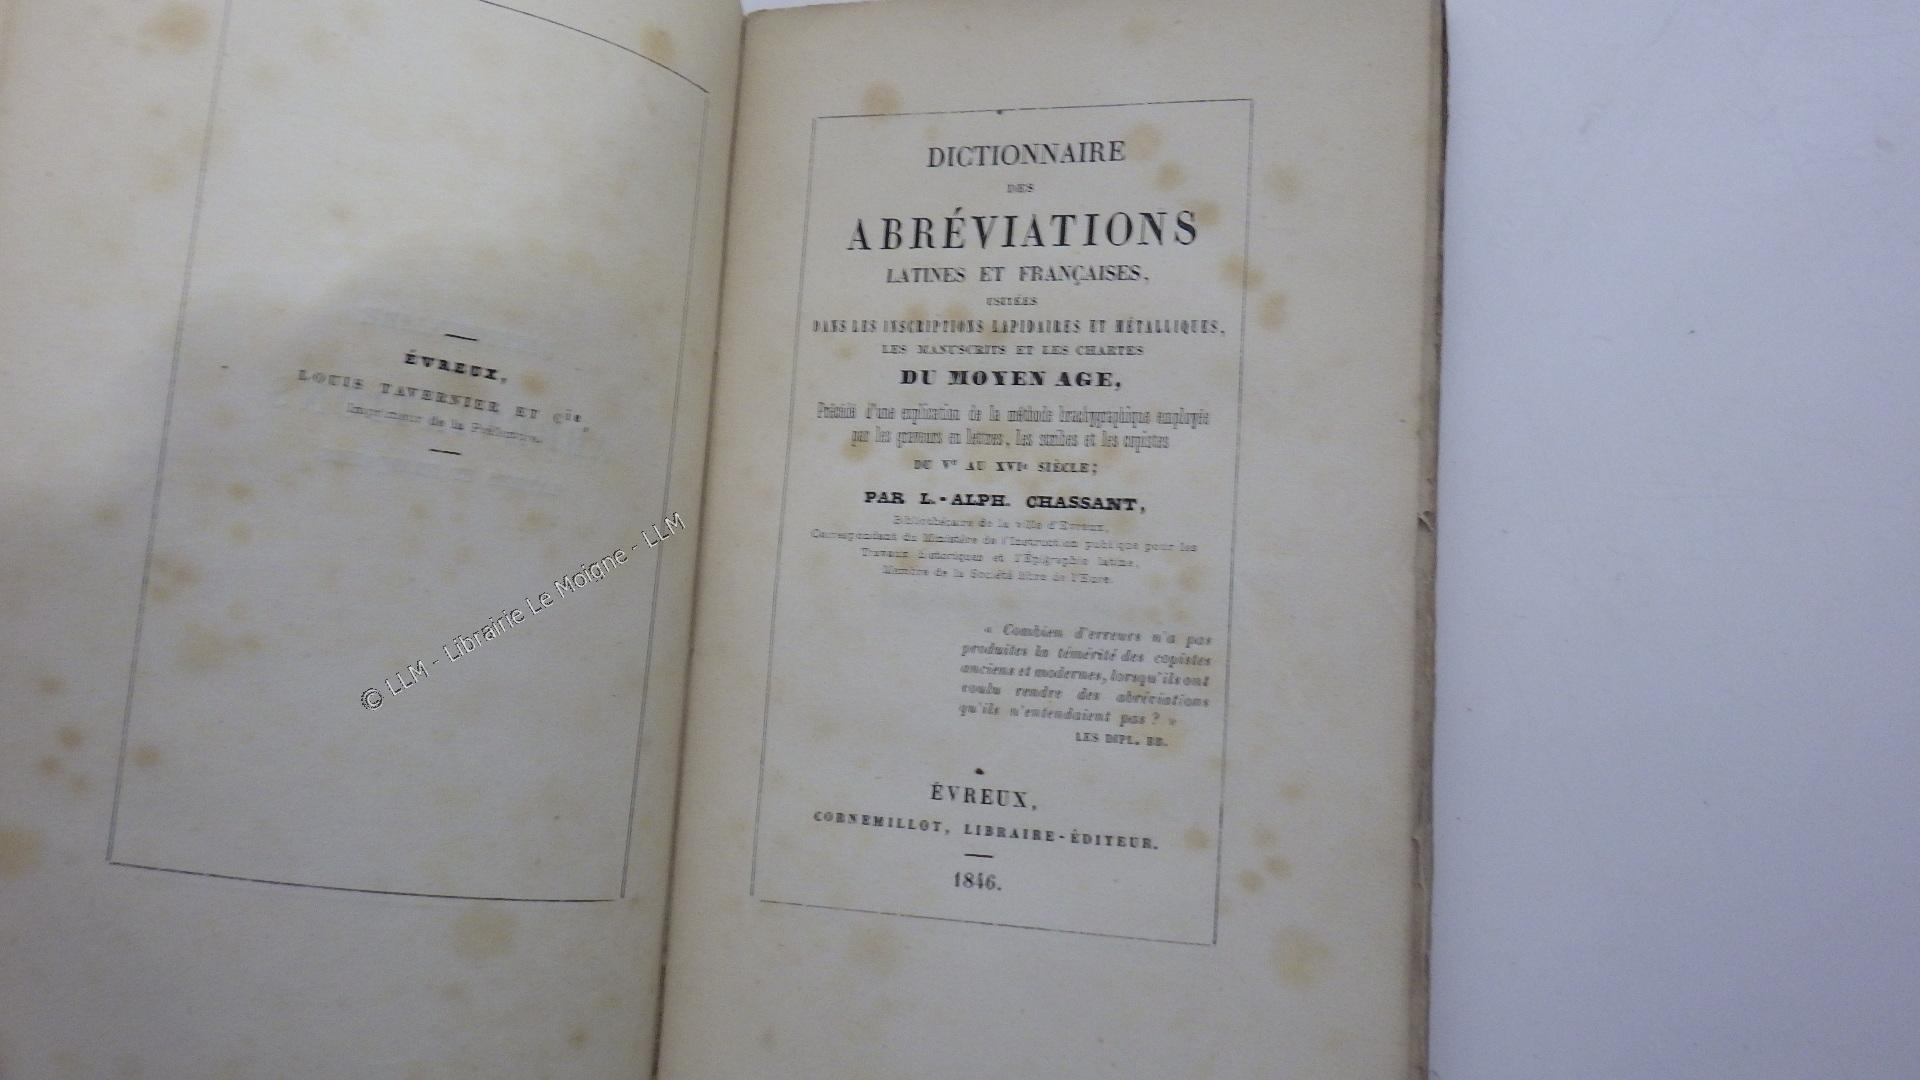 ÉVREUX,
LOUIS TAVERNIER ET Cie,
Imprimeur de la Préfecture.
© LLM - Librairie Le Moigne - LLM
DICTIONNAIRE
DES
ABRÉVIATIONS
LATINES ET FRANÇAISES,
USITÉES
DANS LES INSCRIPTIONS LAPIDAIRES ET MÉTALLIQUES,
LES MANUSCRITS ET LES CHARTES
DU MOYEN AGE,
Précédé d'une explication de la méthode brachygraphique employée
par les graveurs en lettres, les scribes et les copistes
DU Ve AU XVIe SIÈCLE;
PAR L.-ALPH. CHASSANT,
Bibliothécaire de la ville d'Evreux,
Correspondant du Ministère de l'Instruction publique pour les
Travaux historiques et l'Épigraphie latine,
Membre de la Société libre de l'Eure.
« Combien d'erreurs n'a pas
produites la témérité des copistes
anciens et modernes, lorsqu'ils ont
voulu rendre des abréviations
qu'ils n'entendaient pas ? »
LES DIPL. BB.
ÉVREUX,
CORNEMILLOT, LIBRAIRE-ÉDITEUR.
1846.